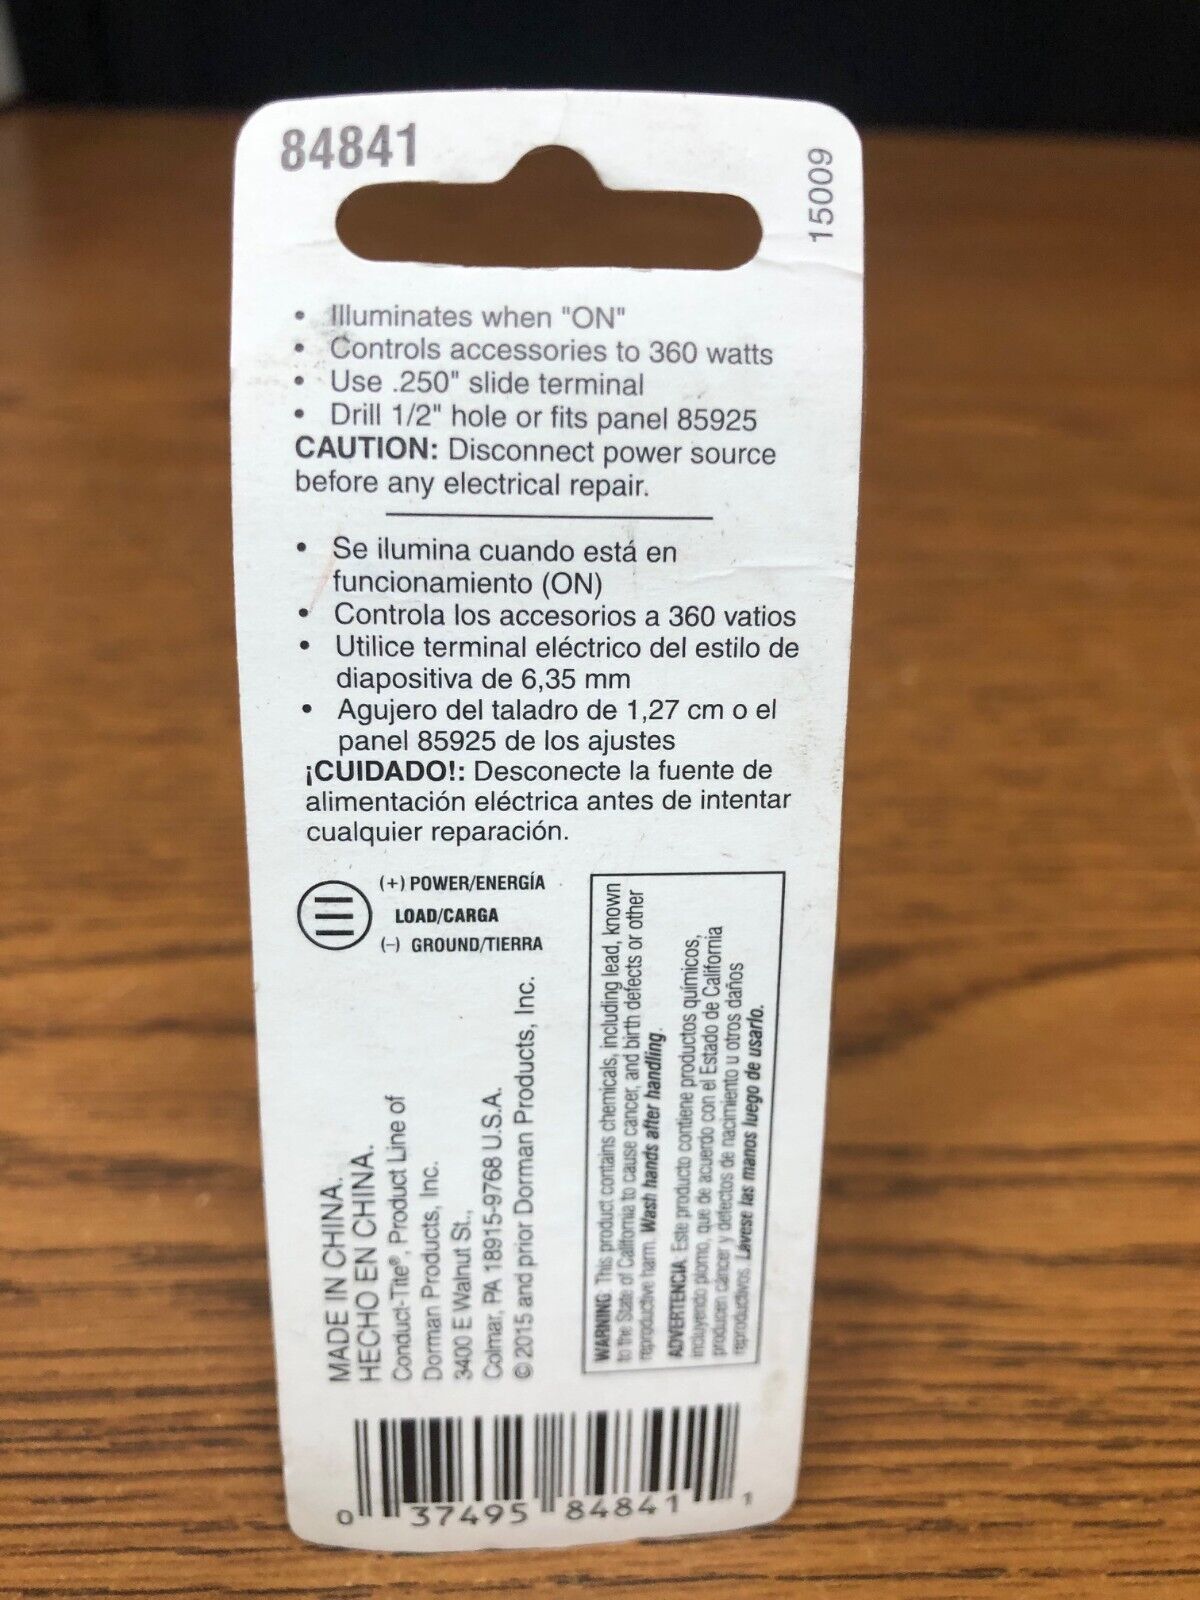 84841
15009
• Illuminates when "ON"
• Controls accessories to 360 watts
• Use .250" slide terminal
• Drill 1/2" hole or fits panel 85925
CAUTION: Disconnect power source
before any electrical repair.
• Se ilumina cuando está en
funcionamiento (ON)
• Controla los accesorios a 360 vatios
• Utilice terminal eléctrico del estilo de
diapositiva de 6,35 mm
• Agujero del taladro de 1,27 cm o el
panel 85925 de los ajustes
¡CUIDADO!: Desconecte la fuente de
alimentación eléctrica antes de intentar
cualquier reparación.
(+) POWER/ENERGÍA
LOAD/CARGA
(–) GROUND/TIERRA
MADE IN CHINA.
HECHO EN CHINA.
Conduct-Tite®, Product Line of
Dorman Products, Inc.
3400 E Walnut St.,
Colmar, PA 18915-9768 U.S.A.
© 2015 and prior Dorman Products, Inc.
WARNING: This product contains chemicals, including lead, known
to the State of California to cause cancer, and birth defects or other
reproductive harm. Wash hands after handling.
ADVERTENCIA: Este producto contiene productos químicos,
incluyendo plomo, que de acuerdo con el Estado de California
producen cáncer y defectos de nacimiento u otros daños
reproductivos. Lávese las manos luego de usarlo.
0 37495 84841 1